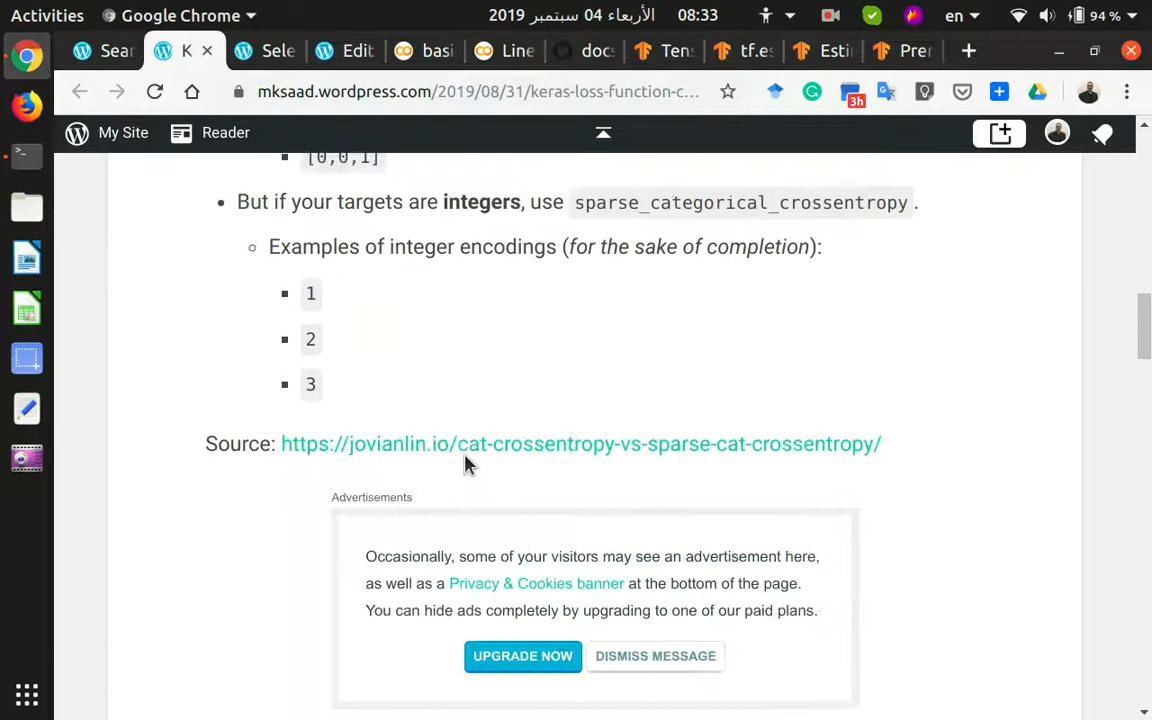 Activities
Google Chrome
الأربعاء 04 سبتمبر 2019
08:33
en
94 %
Sear
K
Sele
Edit
basi
Line
docs
Tens
tf.es
Esti
Prer
mksaad.wordpress.com/2019/08/31/keras-loss-function-c...
3h
My Site
Reader
[0,0,1]
But if your targets are integers, use sparse_categorical_crossentropy.
Examples of integer encodings (for the sake of completion):
1
2
3
Source: https://jovianlin.io/cat-crossentropy-vs-sparse-cat-crossentropy/
Advertisements
Occasionally, some of your visitors may see an advertisement here,
as well as a Privacy & Cookies banner at the bottom of the page.
You can hide ads completely by upgrading to one of our paid plans.
UPGRADE NOW
DISMISS MESSAGE